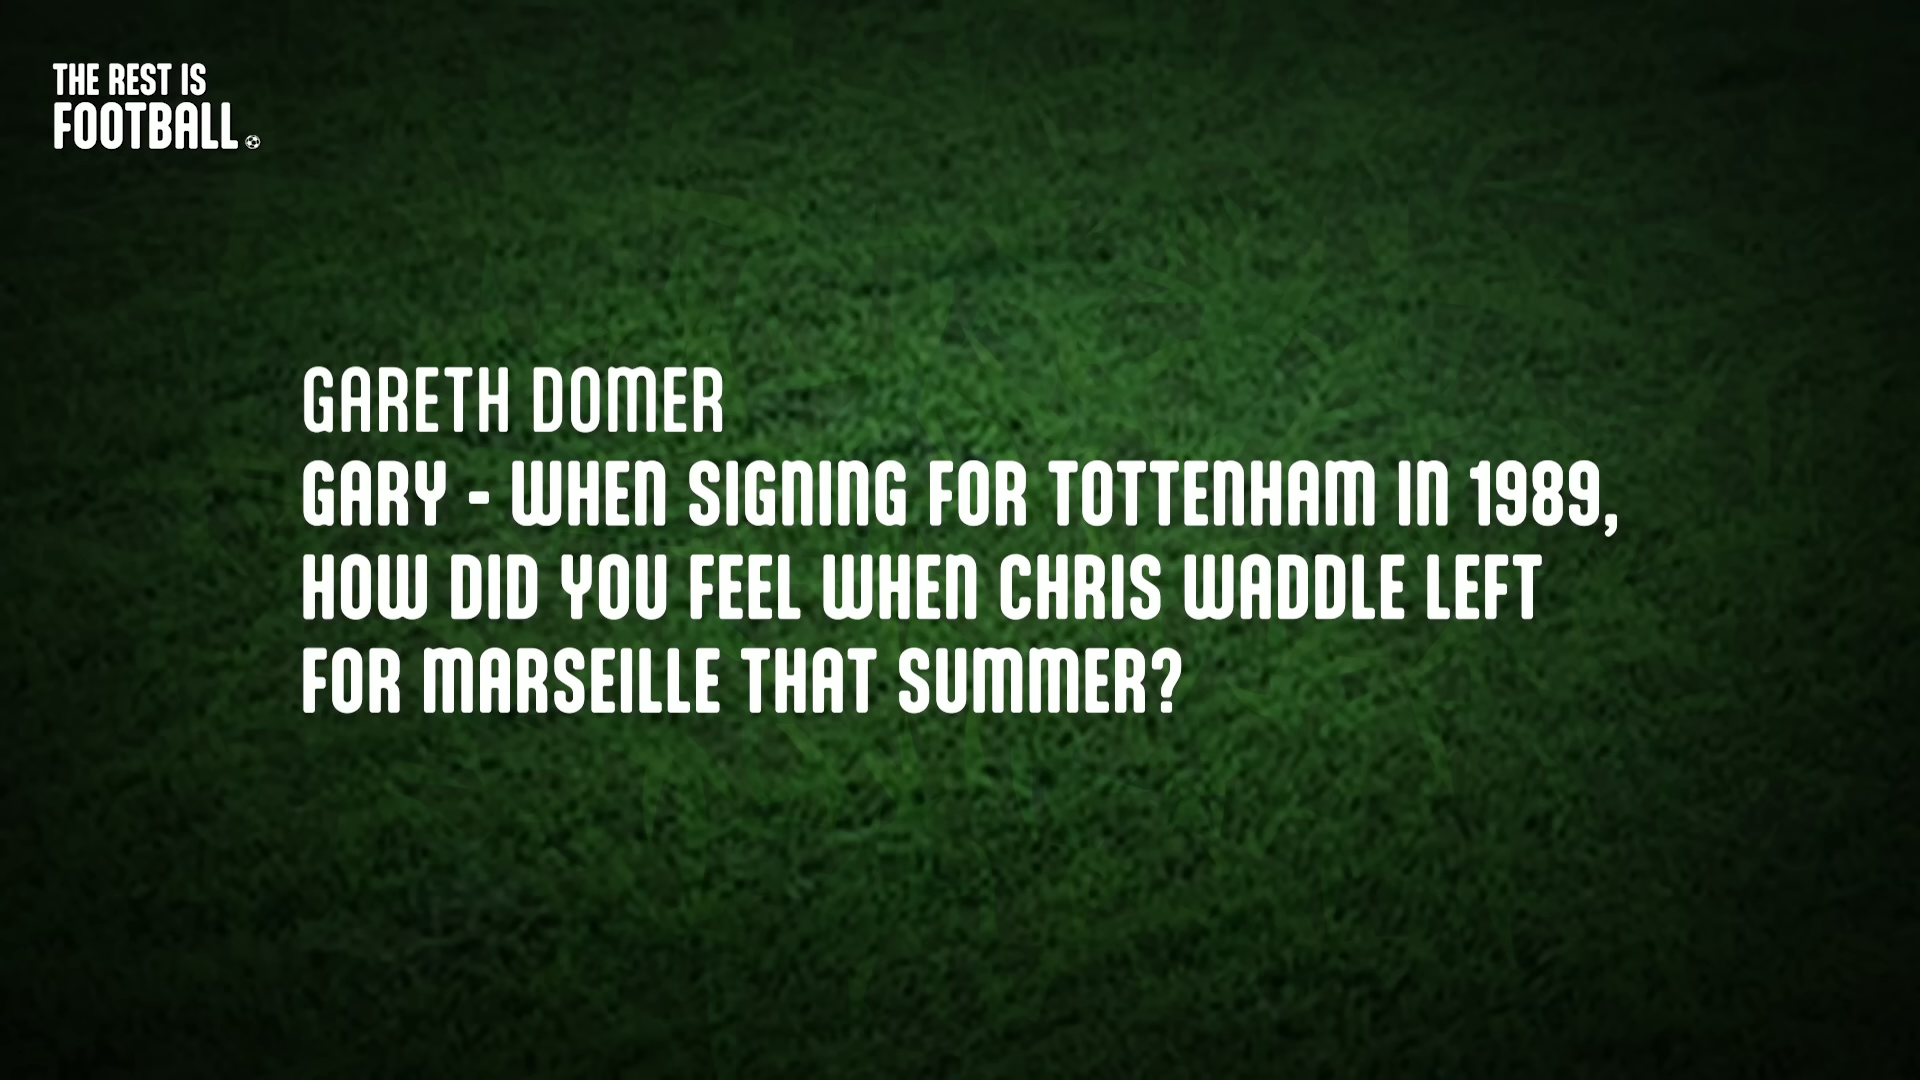 THE REST IS
FOOTBALL
GARETH DOMER
GARY - WHEN SIGNING FOR TOTTENHAM IN 1989,
HOW DID YOU FEEL WHEN CHRIS WADDLE LEFT
FOR MARSEILLE THAT SUMMER?